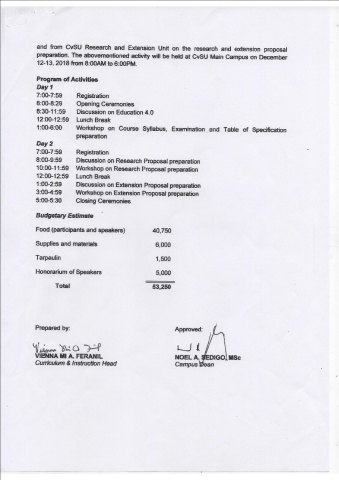 and from CvSU Research and Extension Unit on the research and extension proposal
preparation. The abovementioned activity will be held at CvSU Main Campus on December
12-13, 2018 from 8:00AM to 6:00PM.
Program of Activities
Day 1
7:00-7:59 Registration
8:00-8:29 Opening Ceremonies
8:30-11:59 Discussion on Education 4.0
12:00-12:59 Lunch Break
1:00-6:00 Workshop on Course Syllabus, Examination and Table of Specification
preparation
Day 2
7:00-7:59 Registration
8:00-9:59 Discussion on Research Proposal preparation
10:00-11:59 Workshop on Research Proposal preparation
12:00-12:59 Lunch Break
1:00-2:59 Discussion on Extension Proposal preparation
3:00-4:59 Workshop on Extension Proposal preparation
5:00-5:30 Closing Ceremonies
Budgetary Estimate
Food (participants and speakers) 40,750
Supplies and materials 6,000
Tarpaulin 1,500
Honorarium of Speakers 5,000
Total 53,250
Prepared by: Approved:
VIENNA MI A. FERANIL NOEL A. SEDIGO, MSc
Curriculum & Instruction Head Campus Dean